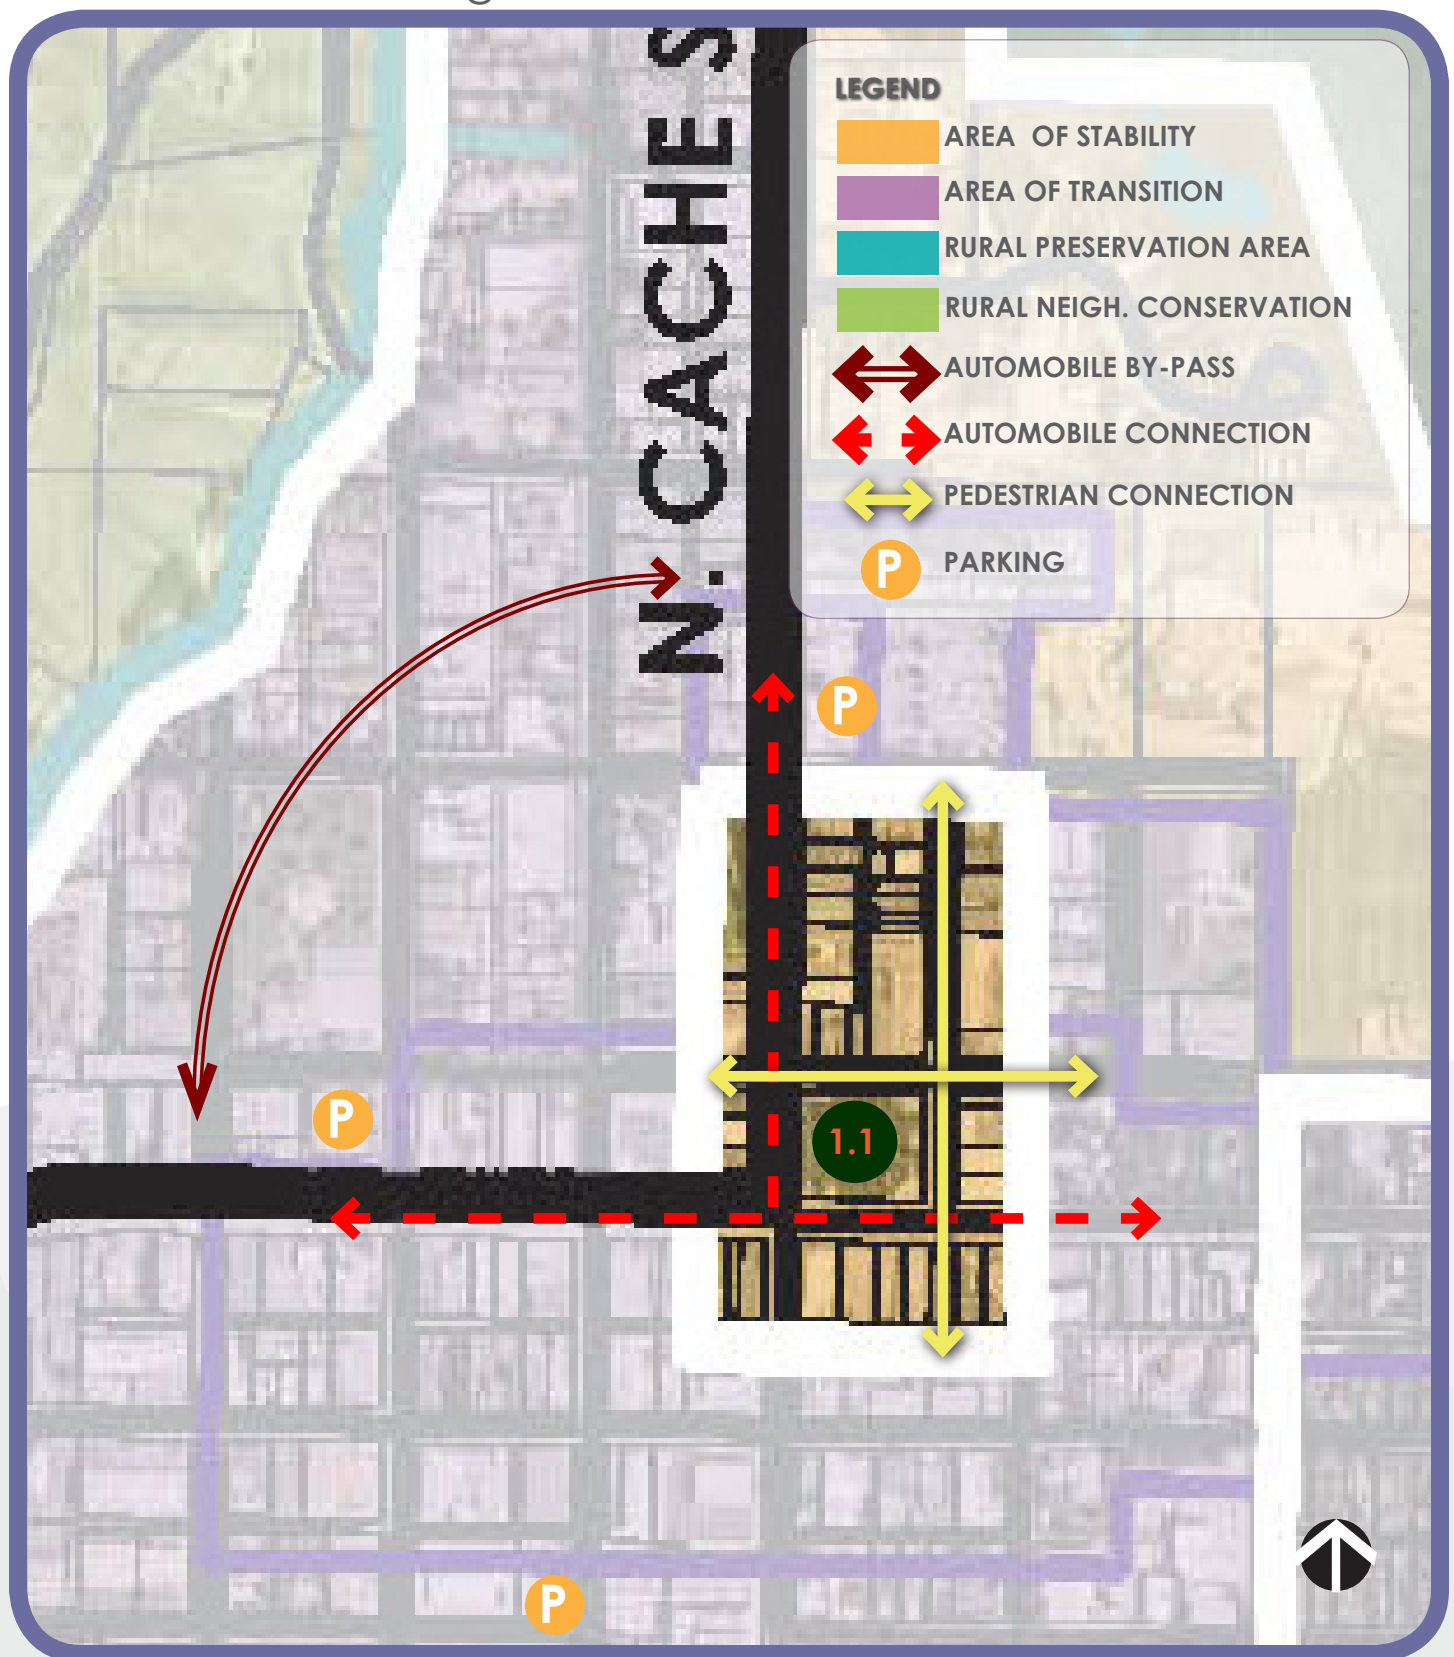 N. CACHE S
LEGEND
AREA OF STABILITY
AREA OF TRANSITION
RURAL PRESERVATION AREA
RURAL NEIGH. CONSERVATION
AUTOMOBILE BY-PASS
AUTOMOBILE CONNECTION
PEDESTRIAN CONNECTION
P PARKING
P
P
1.1
P